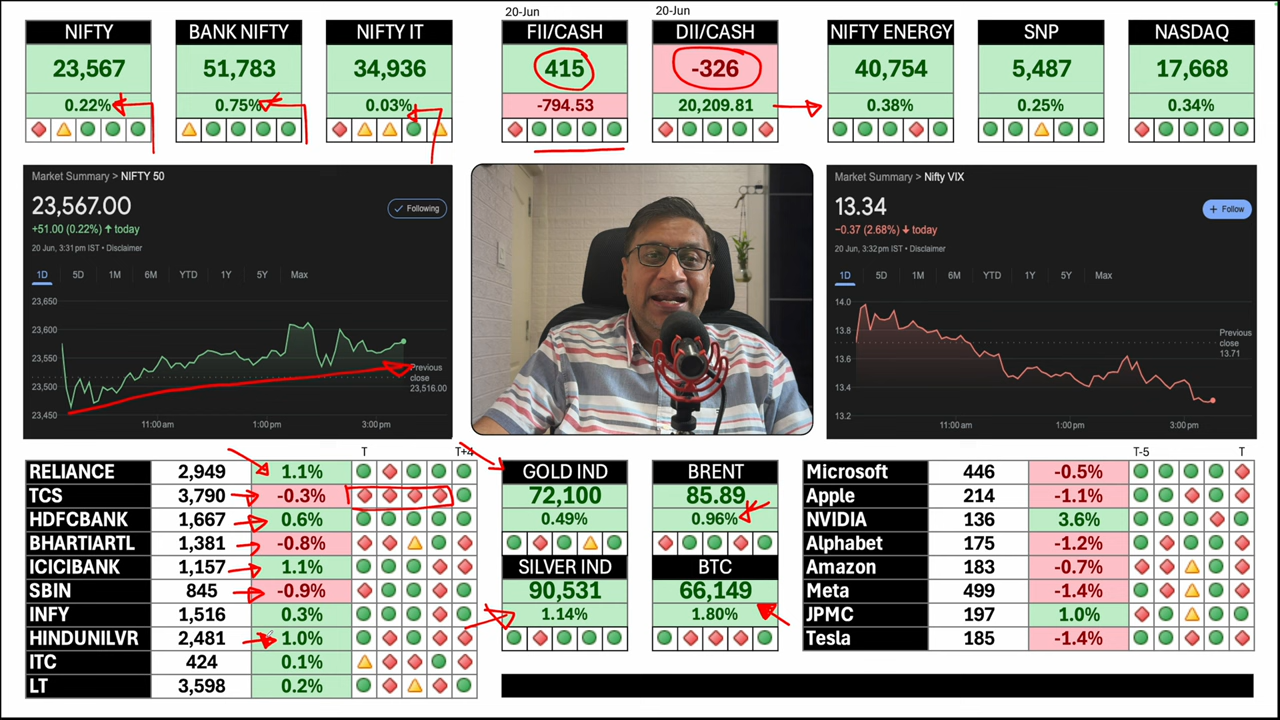 20-Jun 20-Jun
NIFTY BANK NIFTY NIFTY IT FII/CASH DII/CASH NIFTY ENERGY SNP NASDAQ
23,567 51,783 34,936 415 -326 40,754 5,487 17,668
0.22% 0.75% 0.03% -794.53 20,209.81 0.38% 0.25% 0.34%
Market Summary > NIFTY 50
23,567.00
Following
+51.00 (0.22%) ↑ today
20 Jun, 3:31 pm IST • Disclaimer
1D 5D 1M 6M YTD 1Y 5Y Max
23,650
23,600
23,550
23,500
23,450
Previous
close
23,516.00
11:00 am 1:00 pm 3:00 pm
Market Summary > Nifty VIX
13.34
+ Follow
−0.37 (2.68%) ↓ today
20 Jun, 3:32 pm IST • Disclaimer
1D 5D 1M 6M YTD 1Y 5Y Max
14.0
13.8
13.6
13.4
13.2
Previous
close
13.71
11:00 am 1:00 pm 3:00 pm
T T+4
RELIANCE 2,949 1.1%
TCS 3,790 -0.3%
HDFCBANK 1,667 0.6%
BHARTIARTL 1,381 -0.8%
ICICIBANK 1,157 1.1%
SBIN 845 -0.9%
INFY 1,516 0.3%
HINDUNILVR 2,481 1.0%
ITC 424 0.1%
LT 3,598 0.2%
GOLD IND BRENT
72,100 85.89
0.49% 0.96%
SILVER IND BTC
90,531 66,149
1.14% 1.80%
T-5 T
Microsoft 446 -0.5%
Apple 214 -1.1%
NVIDIA 136 3.6%
Alphabet 175 -1.2%
Amazon 183 -0.7%
Meta 499 -1.4%
JPMC 197 1.0%
Tesla 185 -1.4%